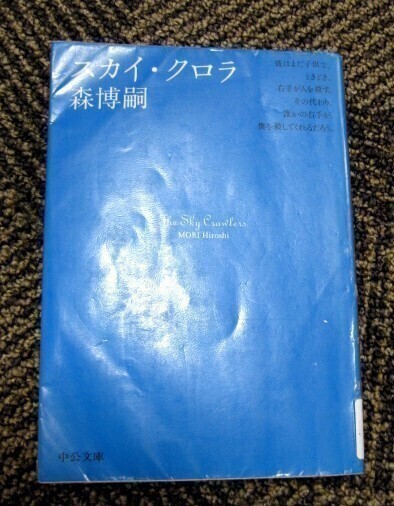 スカイ・クロラ
森博嗣
僕はまだ子供で、
ときどき、
右手が人を殺す。
その代わり、
誰かの右手が、
僕を殺してくれるだろう。
The Sky Crawlers
MORI Hiroshi
中公文庫